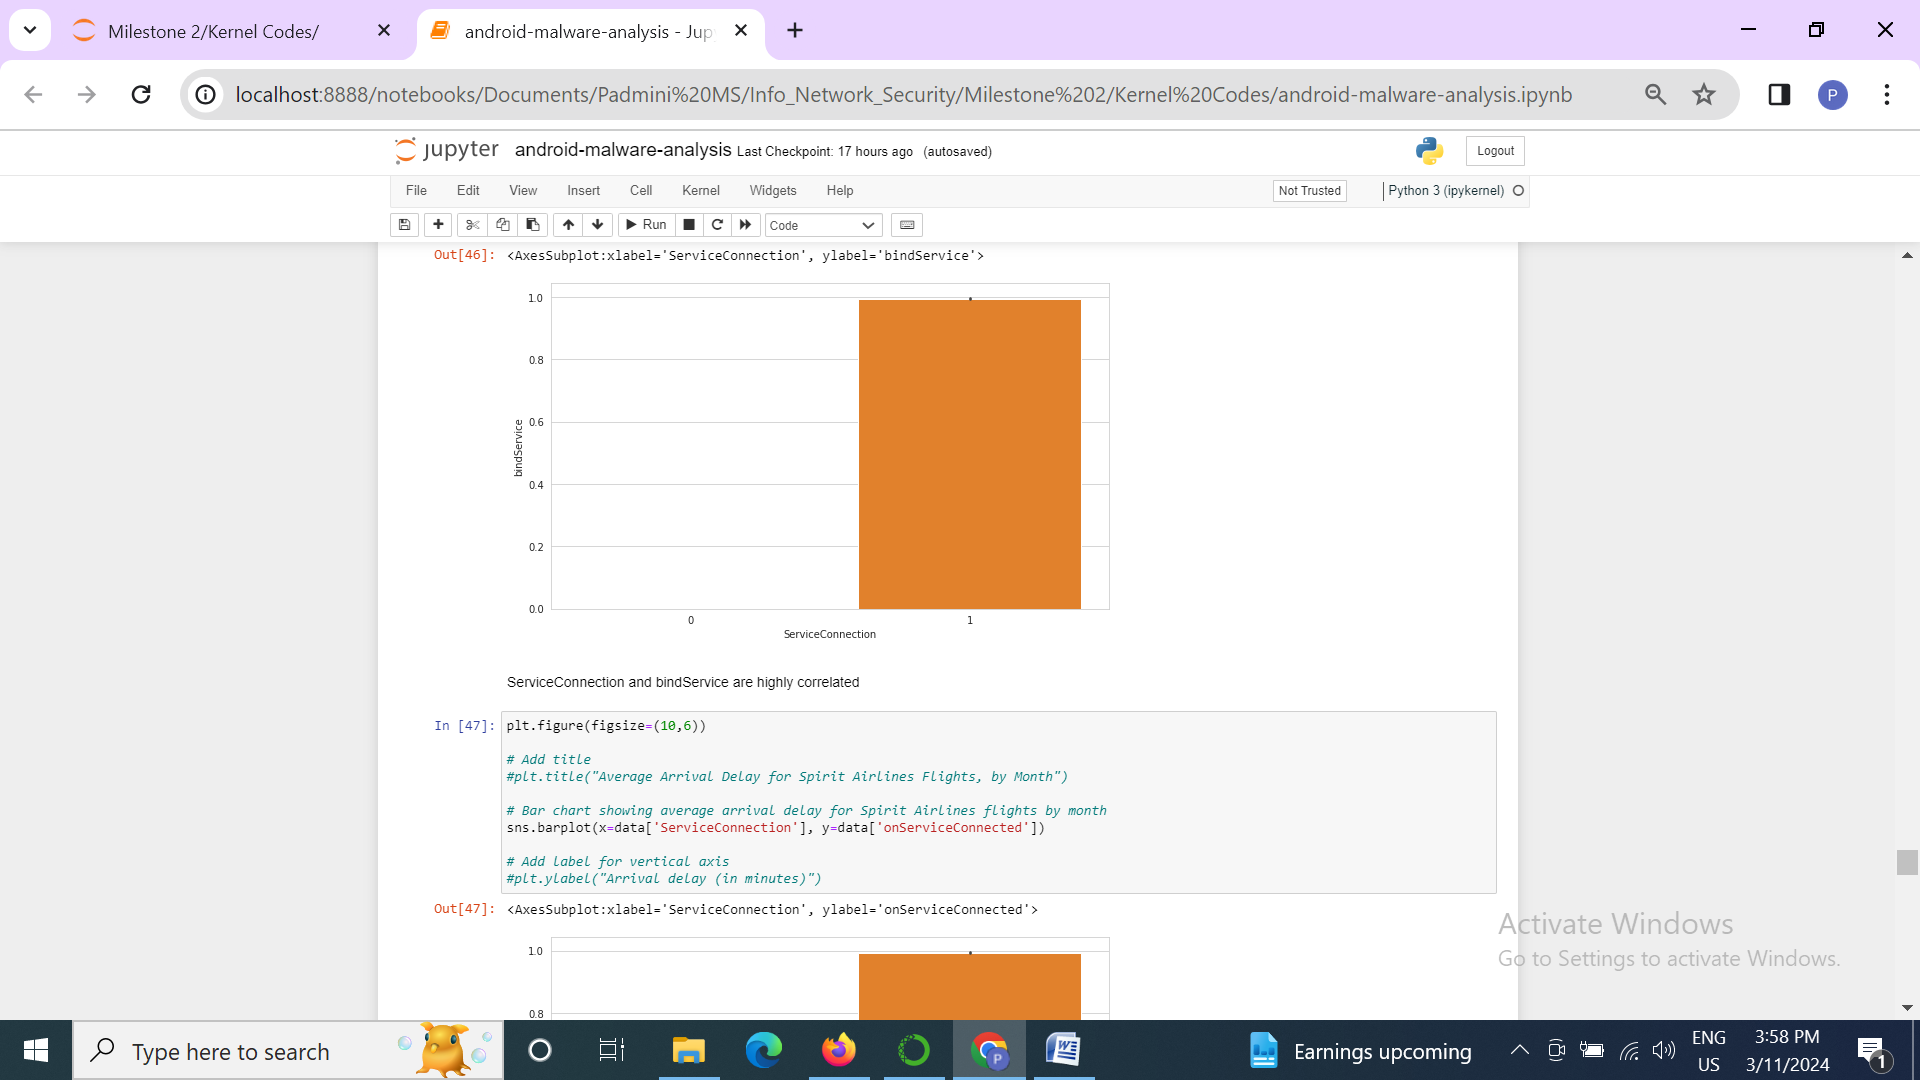 Milestone 2/Kernel Codes/
android-malware-analysis - Jup
localhost:8888/notebooks/Documents/Padmini%20MS/Info_Network_Security/Milestone%202/Kernel%20Codes/android-malware-analysis.ipynb
P
jupyter android-malware-analysis Last Checkpoint: 17 hours ago (autosaved)
Logout
File Edit View Insert Cell Kernel Widgets Help
Not Trusted
Python 3 (ipykernel)
Run
Code
Out[46]: <AxesSubplot:xlabel='ServiceConnection', ylabel='bindService'>
1.0
0.8
0.6
0.4
0.2
0.0
bindService
0 1
ServiceConnection
ServiceConnection and bindService are highly correlated
In [47]: plt.figure(figsize=(10,6))
# Add title
#plt.title("Average Arrival Delay for Spirit Airlines Flights, by Month")
# Bar chart showing average arrival delay for Spirit Airlines flights by month
sns.barplot(x=data['ServiceConnection'], y=data['onServiceConnected'])
# Add label for vertical axis
#plt.ylabel("Arrival delay (in minutes)")
Out[47]: <AxesSubplot:xlabel='ServiceConnection', ylabel='onServiceConnected'>
1.0
0.8
Activate Windows
Go to Settings to activate Windows.
Type here to search
P
W
Earnings upcoming
ENG
US
3:58 PM
3/11/2024
1